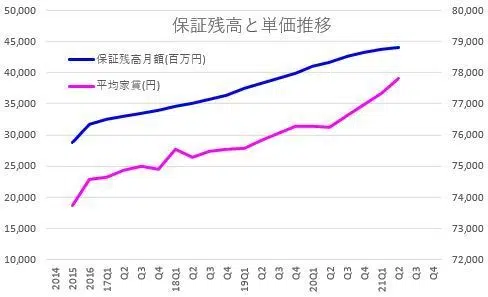 保証残高と単価推移
50,000
45,000
40,000
35,000
30,000
25,000
20,000
15,000
10,000
保証残高月額(百万円)
平均家賃(円)
80,000
79,000
78,000
77,000
76,000
75,000
74,000
73,000
72,000
2014
2015
2016
17Q1
Q2
Q3
Q4
18Q1
Q2
Q3
Q4
19Q1
Q2
Q3
Q4
20Q1
Q2
Q3
Q4
21Q1
Q2
Q3
Q4